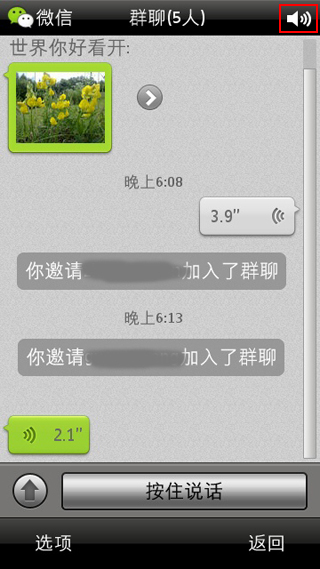 微信 群聊(5人)
世界你好看开:
晚上6:08
3.9"
你邀请 加入了群聊
晚上6:13
你邀请 加入了群聊
2.1"
按住说话
选项 返回